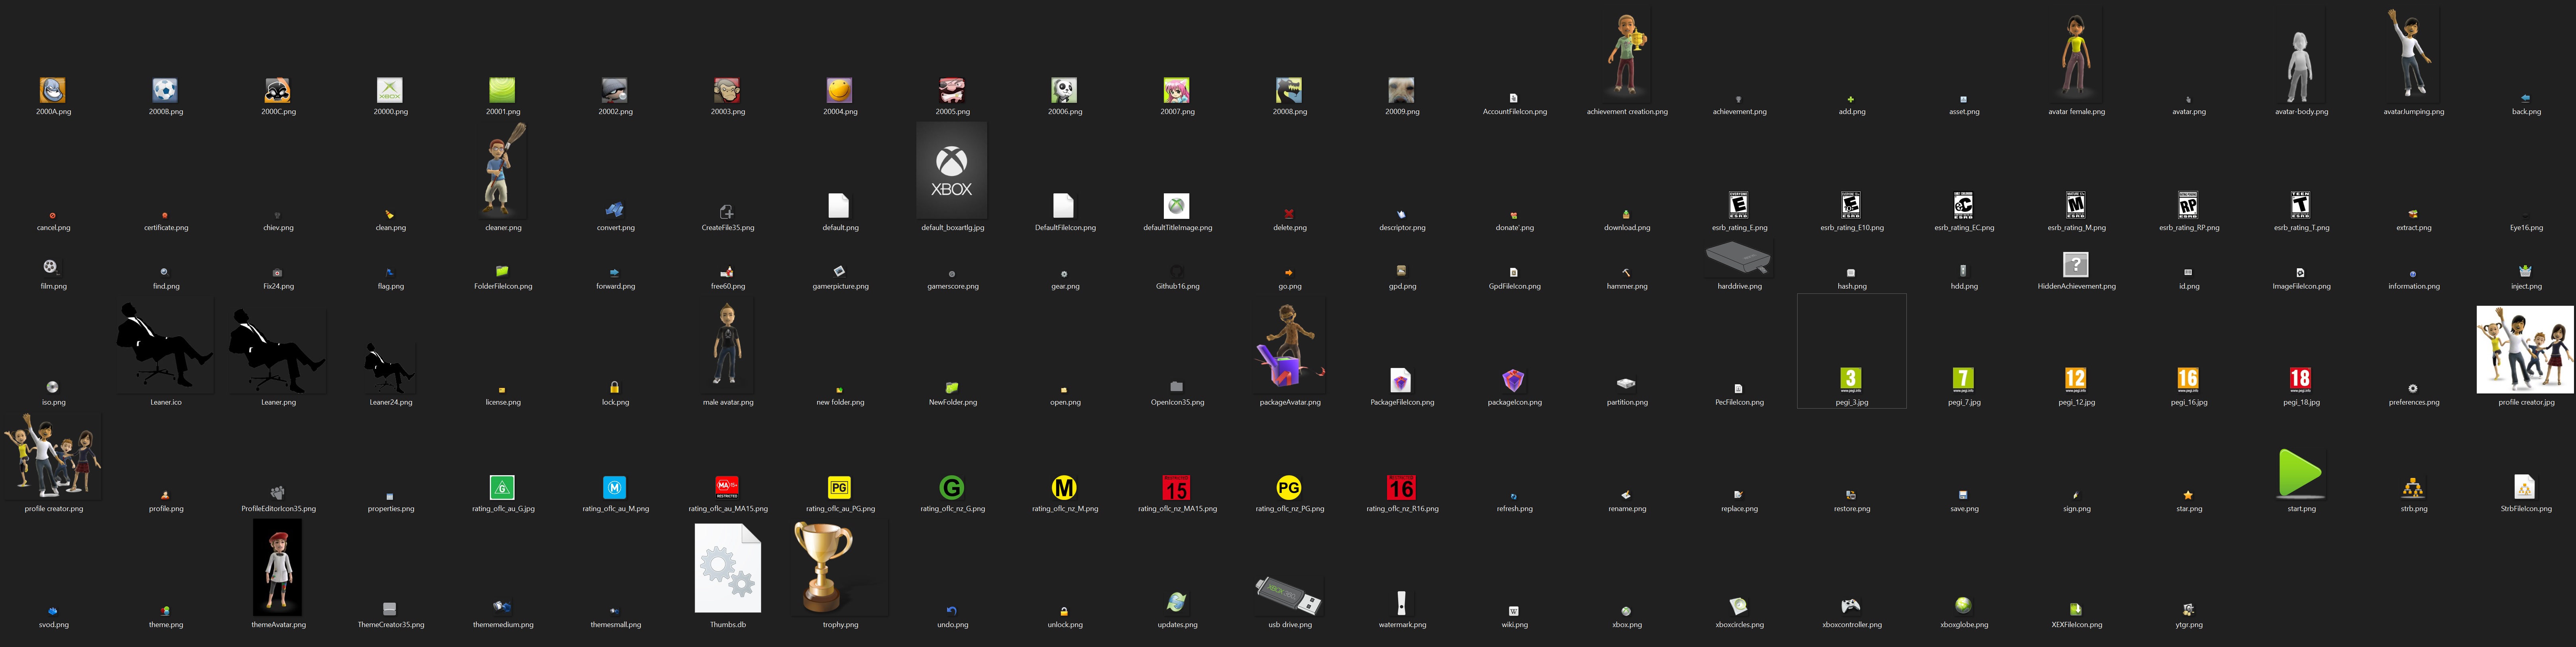 2000A.png
2000B.png
2000C.png
20000.png
20001.png
20002.png
20003.png
20004.png
20005.png
20006.png
20007.png
20008.png
20009.png
AccountFileIcon.png
achievement creation.png
achievement.png
add.png
asset.png
avatar female.png
avatar.png
avatar-body.png
avatarJumping.png
back.png
XBOX
cancel.png
certificate.png
chiev.png
clean.png
cleaner.png
convert.png
CreateFile35.png
default.png
default_boxartlg.jpg
DefaultFileIcon.png
defaultTitleImage.png
delete.png
descriptor.png
donate'.png
download.png
esrb_rating_E.png
esrb_rating_E10.png
esrb_rating_EC.png
esrb_rating_M.png
esrb_rating_RP.png
esrb_rating_T.png
extract.png
Eye16.png
film.png
find.png
Fix24.png
flag.png
FolderFileIcon.png
forward.png
free60.png
gamerpicture.png
gamerscore.png
gear.png
Github16.png
go.png
gpd.png
GpdFileIcon.png
hammer.png
harddrive.png
hash.png
hdd.png
HiddenAchievement.png
id.png
ImageFileIcon.png
information.png
inject.png
3
7
12
16
18
iso.png
Leaner.ico
Leaner.png
Leaner24.png
license.png
lock.png
male avatar.png
new folder.png
NewFolder.png
open.png
OpenIcon35.png
packageAvatar.png
PackageFileIcon.png
packageIcon.png
partition.png
PecFileIcon.png
pegi_3.jpg
pegi_7.jpg
pegi_12.jpg
pegi_16.jpg
pegi_18.jpg
preferences.png
profile creator.jpg
G
M
MA 15+
RESTRICTED
PG
G
M
15
PG
16
profile creator.png
profile.png
ProfileEditorIcon35.png
properties.png
rating_oflc_au_G.jpg
rating_oflc_au_M.png
rating_oflc_au_MA15.png
rating_oflc_au_PG.png
rating_oflc_nz_G.png
rating_oflc_nz_M.png
rating_oflc_nz_MA15.png
rating_oflc_nz_PG.png
rating_oflc_nz_R16.png
refresh.png
rename.png
replace.png
restore.png
save.png
sign.png
star.png
start.png
strb.png
StrbFileIcon.png
svod.png
theme.png
themeAvatar.png
ThemeCreator35.png
thememedium.png
themesmall.png
Thumbs.db
trophy.png
undo.png
unlock.png
updates.png
usb drive.png
watermark.png
wiki.png
xbox.png
xboxcircles.png
xboxcontroller.png
xboxglobe.png
XEXFileIcon.png
ytgr.png